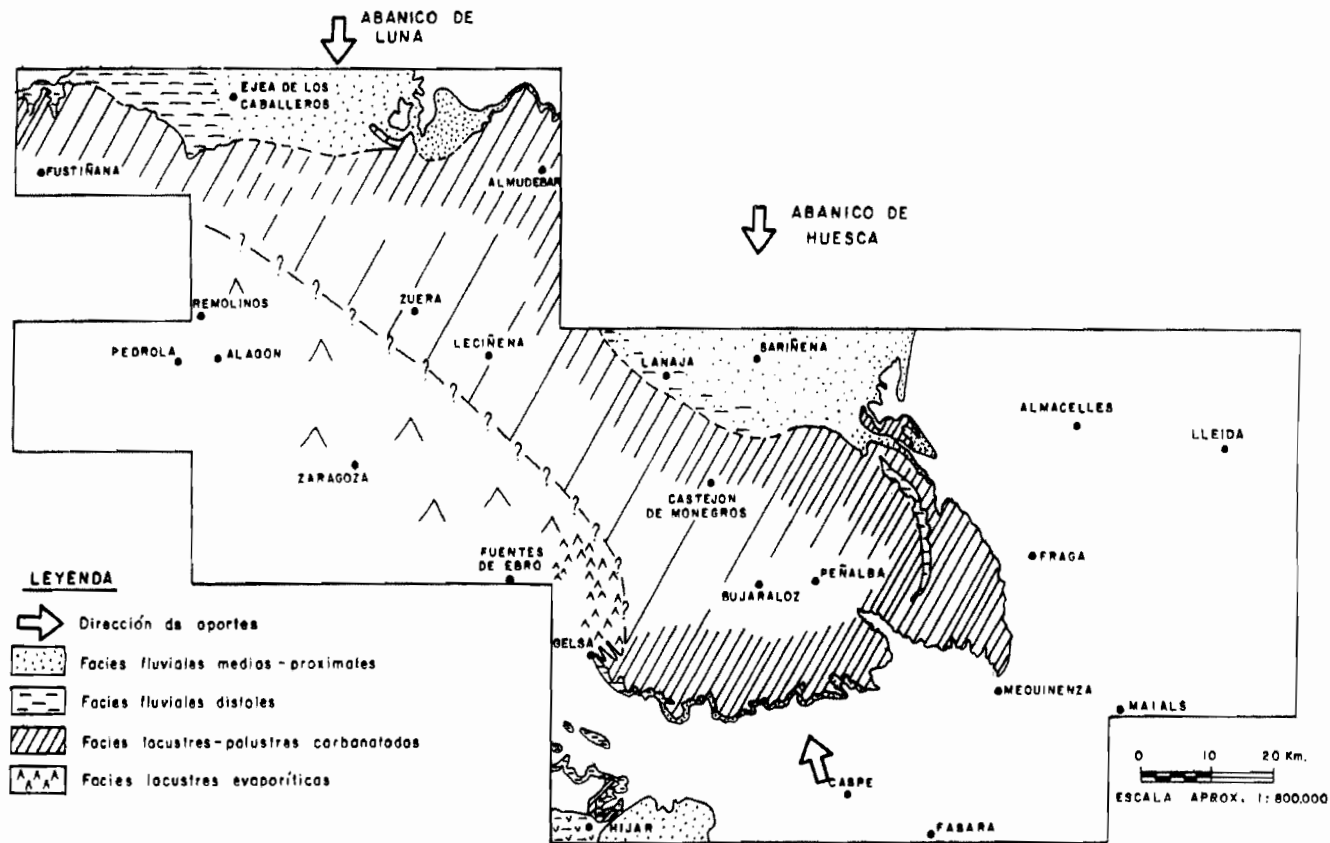 ABANICO DE
LUNA
EJEA DE LOS
CABALLEROS
FUSTIÑANA
ALMUDEBAR
ABANICO DE
HUESCA
REMOLINOS
ZUERA
PEDROLA
ALAGON
LECIÑENA
LANAJA
SARIÑENA
ALMACELLES
LLEIDA
ZARAGOZA
CASTEJON
DE MONEGROS
FUENTES
DE EBRO
BUJARALOZ
PEÑALBA
FRAGA
GELSA
MEQUINENZA
MAIALS
CASPE
HIJAR
FABARA
LEYENDA
Dirección de aportes
Facies fluviales medias-proximales
Facies fluviales distales
Facies lacustres-palustres carbonatadas
Facies lacustres evaporíticas
0 10 20 Km.
ESCALA APROX. 1:800.000